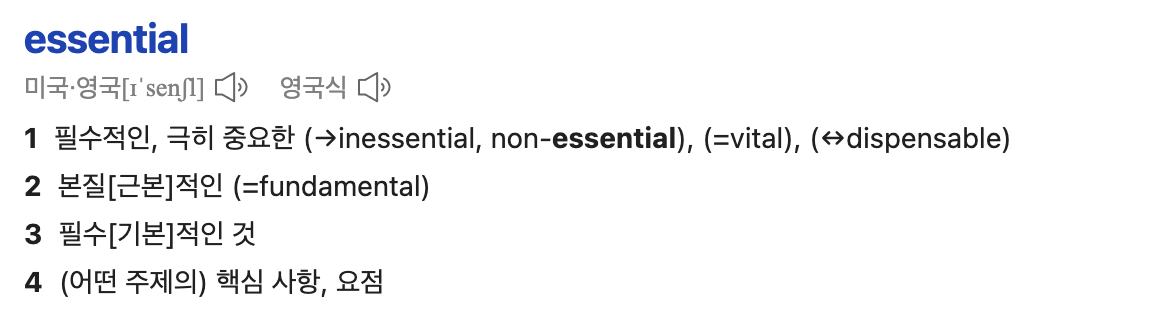 essential
미국·영국[ɪˈsenʃl] 영국식
1 필수적인, 극히 중요한 (→inessential, non-essential), (=vital), (↔dispensable)
2 본질[근본]적인 (=fundamental)
3 필수[기본]적인 것
4 (어떤 주제의) 핵심 사항, 요점